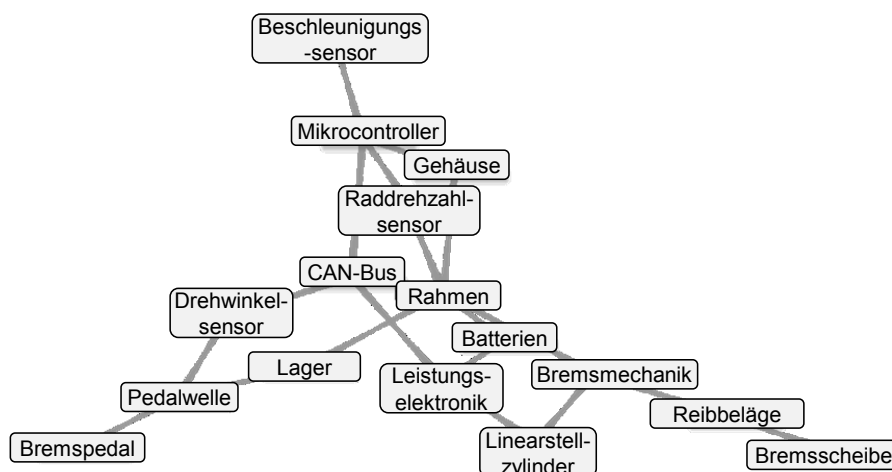 Beschleunigungs
-sensor
Mikrocontroller
Gehäuse
Raddrehzahl-
sensor
CAN-Bus
Rahmen
Drehwinkel-
sensor
Batterien
Lager
Leistungs-
elektronik
Bremsmechanik
Pedalwelle
Reibbeläge
Bremspedal
Linearstell-
zylinder
Bremsscheibe